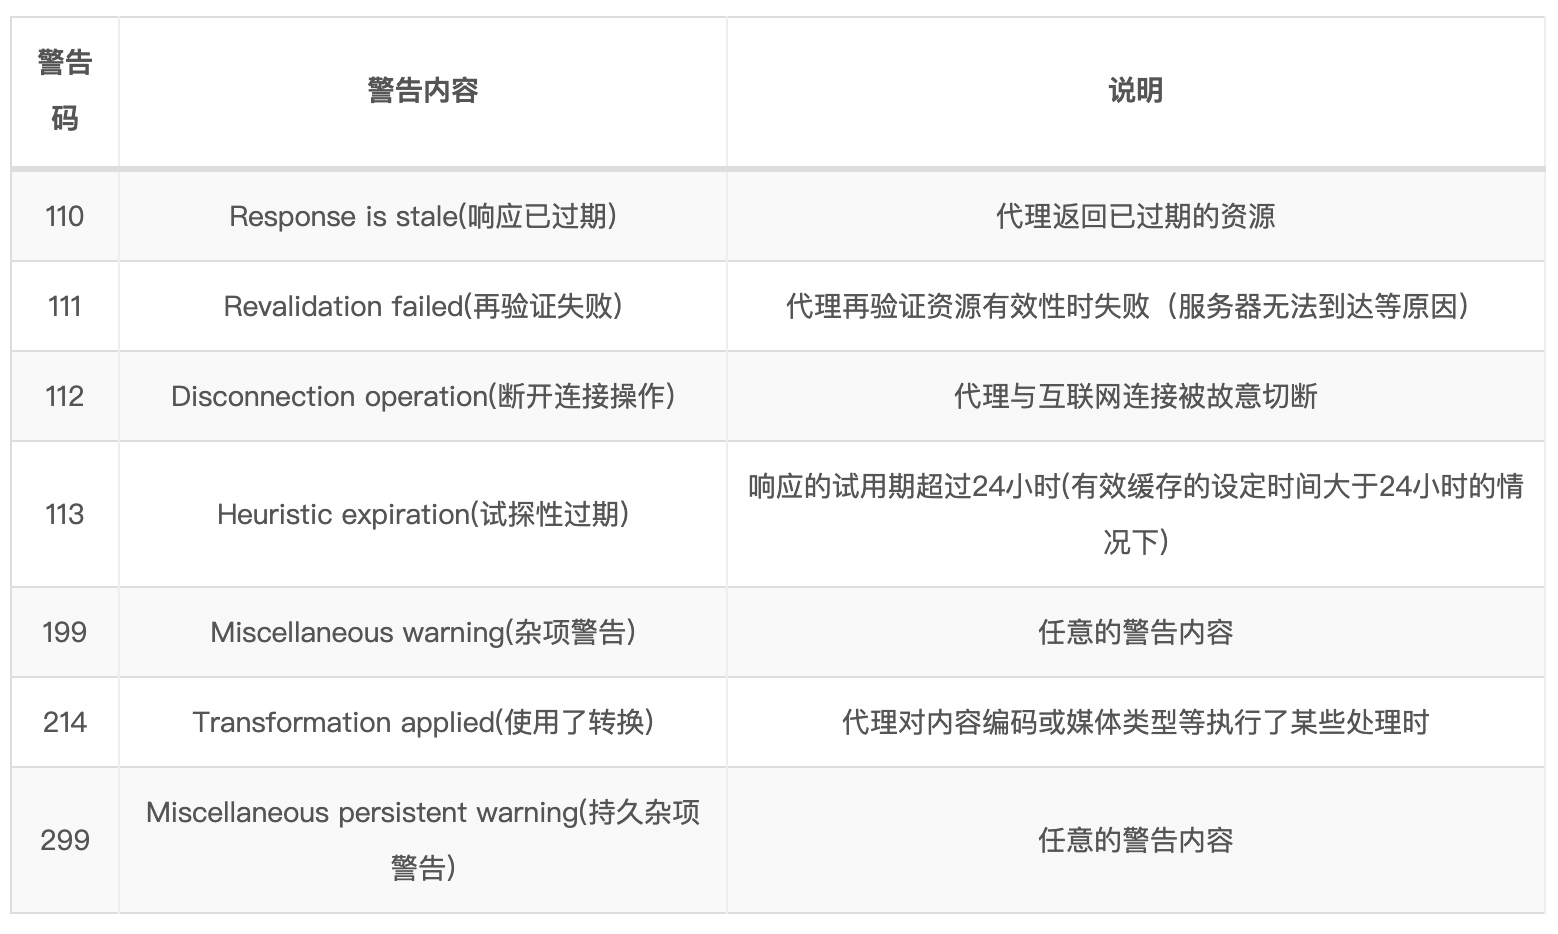 警告
码
警告内容
说明
110
Response is stale(响应已过期)
代理返回已过期的资源
111
Revalidation failed(再验证失败)
代理再验证资源有效性时失败（服务器无法到达等原因）
112
Disconnection operation(断开连接操作)
代理与互联网连接被故意切断
113
Heuristic expiration(试探性过期)
响应的试用期超过24小时(有效缓存的设定时间大于24小时的情
况下)
199
Miscellaneous warning(杂项警告)
任意的警告内容
214
Transformation applied(使用了转换)
代理对内容编码或媒体类型等执行了某些处理时
299
Miscellaneous persistent warning(持久杂项
警告)
任意的警告内容